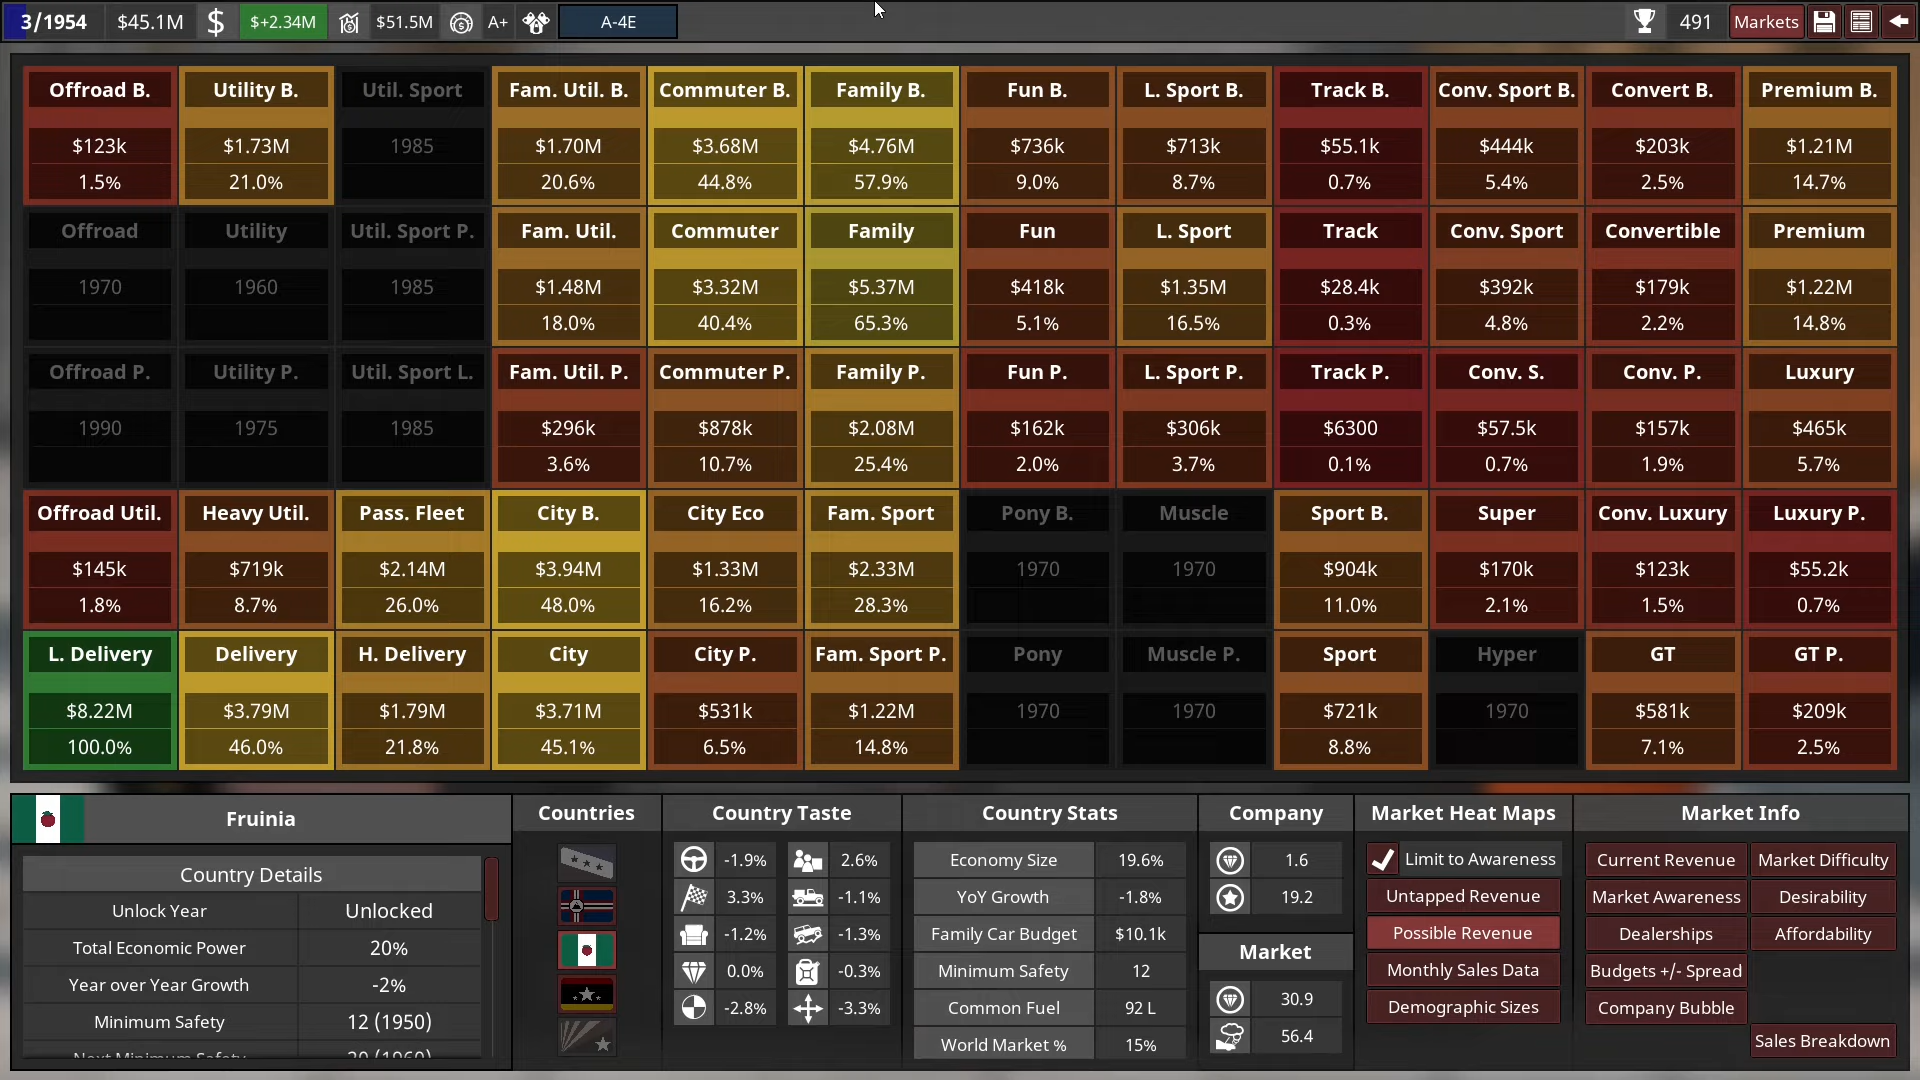 3/1954 $45.1M $+2.34M $51.5M A+ A-4E 491 Markets
Offroad B. Utility B. Util. Sport Fam. Util. B. Commuter B. Family B. Fun B. L. Sport B. Track B. Conv. Sport B. Convert B. Premium B.
$123k $1.73M 1985 $1.70M $3.68M $4.76M $736k $713k $55.1k $444k $203k $1.21M
1.5% 21.0% 20.6% 44.8% 57.9% 9.0% 8.7% 0.7% 5.4% 2.5% 14.7%
Offroad Utility Util. Sport P. Fam. Util. Commuter Family Fun L. Sport Track Conv. Sport Convertible Premium
1970 1960 1985 $1.48M $3.32M $5.37M $418k $1.35M $28.4k $392k $179k $1.22M
18.0% 40.4% 65.3% 5.1% 16.5% 0.3% 4.8% 2.2% 14.8%
Offroad P. Utility P. Util. Sport L. Fam. Util. P. Commuter P. Family P. Fun P. L. Sport P. Track P. Conv. S. Conv. P. Luxury
1990 1975 1985 $296k $878k $2.08M $162k $306k $6300 $57.5k $157k $465k
3.6% 10.7% 25.4% 2.0% 3.7% 0.1% 0.7% 1.9% 5.7%
Offroad Util. Heavy Util. Pass. Fleet City B. City Eco Fam. Sport Pony B. Muscle Sport B. Super Conv. Luxury Luxury P.
$145k $719k $2.14M $3.94M $1.33M $2.33M 1970 1970 $904k $170k $123k $55.2k
1.8% 8.7% 26.0% 48.0% 16.2% 28.3% 11.0% 2.1% 1.5% 0.7%
L. Delivery Delivery H. Delivery City City P. Fam. Sport P. Pony Muscle P. Sport Hyper GT GT P.
$8.22M $3.79M $1.79M $3.71M $531k $1.22M 1970 1970 $721k 1970 $581k $209k
100.0% 46.0% 21.8% 45.1% 6.5% 14.8% 8.8% 7.1% 2.5%
Fruinia
Country Details
Unlock Year Unlocked
Total Economic Power 20%
Year over Year Growth -2%
Minimum Safety 12 (1950)
Next Minimum Safety 20 (1960)
Countries
Country Taste
-1.9% 2.6%
3.3% -1.1%
-1.2% -1.3%
0.0% -0.3%
-2.8% -3.3%
Country Stats
Economy Size 19.6%
YoY Growth -1.8%
Family Car Budget $10.1k
Minimum Safety 12
Common Fuel 92 L
World Market % 15%
Company
1.6
19.2
Market
30.9
56.4
Market Heat Maps
Limit to Awareness
Untapped Revenue
Possible Revenue
Monthly Sales Data
Demographic Sizes
Market Info
Current Revenue Market Difficulty
Market Awareness Desirability
Dealerships Affordability
Budgets +/- Spread
Company Bubble
Sales Breakdown